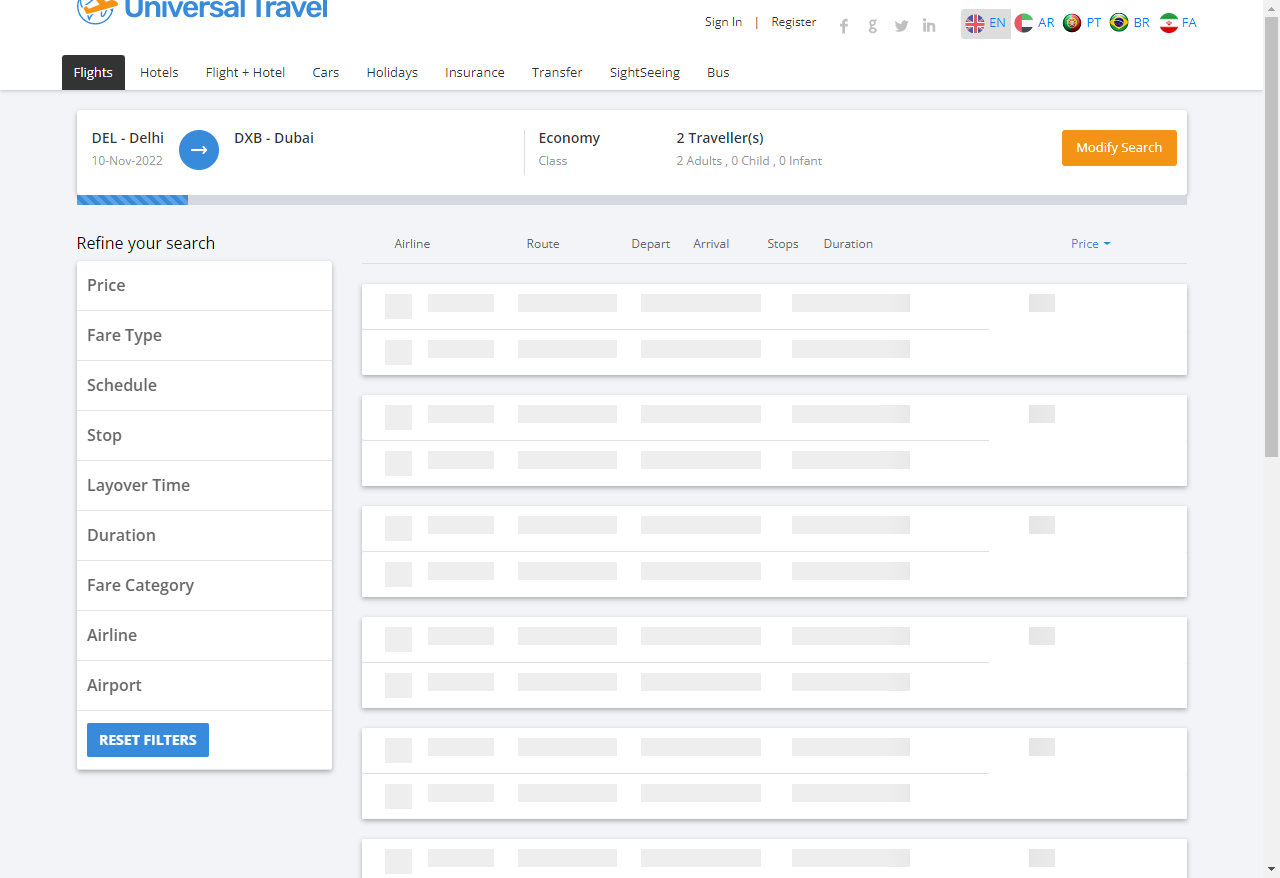 Universal Travel
Sign In | Register
EN AR PT BR FA
Flights Hotels Flight + Hotel Cars Holidays Insurance Transfer SightSeeing Bus
DEL - Delhi → DXB - Dubai Economy 2 Traveller(s)
10-Nov-2022 Class 2 Adults , 0 Child , 0 Infant
Modify Search
Refine your search
Airline Route Depart Arrival Stops Duration Price
Price
Fare Type
Schedule
Stop
Layover Time
Duration
Fare Category
Airline
Airport
RESET FILTERS